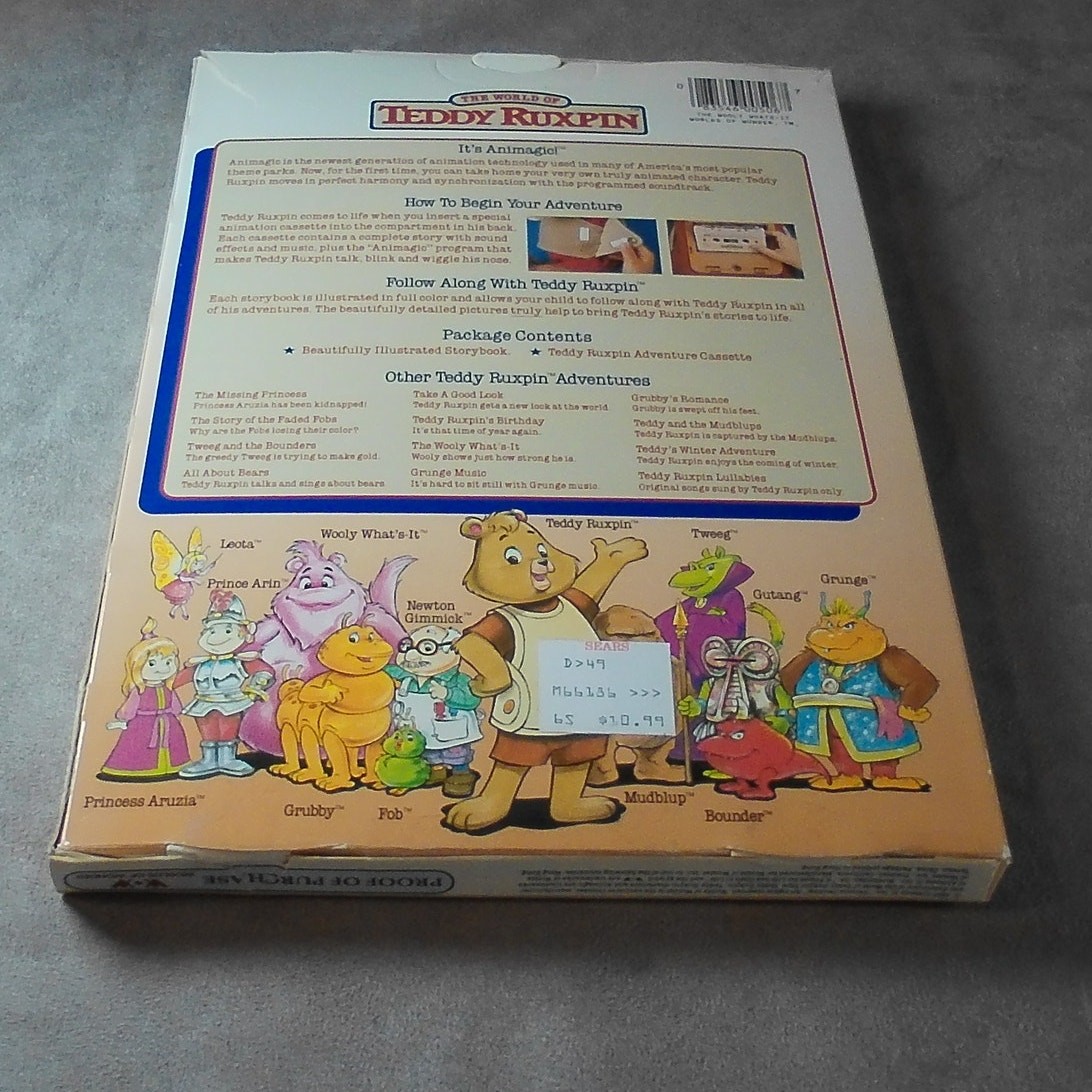 THE WORLD OF
TEDDY RUXPIN™
0
7
THE WOOLY WHATS-IT
WORLDS OF WONDER, TM
It's Animagic!™
Animagic is the newest generation of animation technology used in many of America's most popular
theme parks. Now, for the first time, you can take home your very own truly animated character. Teddy
Ruxpin moves in perfect harmony and synchronization with the programmed soundtrack.
How To Begin Your Adventure
Teddy Ruxpin comes to life when you insert a special
animation cassette into the compartment in his back.
Each cassette contains a complete story with sound
effects and music, plus the "Animagic" program that
makes Teddy Ruxpin talk, blink and wiggle his nose.
Follow Along With Teddy Ruxpin™
Each storybook is illustrated in full color and allows your child to follow along with Teddy Ruxpin in all
of his adventures. The beautifully detailed pictures truly help to bring Teddy Ruxpin's stories to life.
Package Contents
★ Beautifully Illustrated Storybook. ★ Teddy Ruxpin Adventure Cassette
Other Teddy Ruxpin™ Adventures
The Missing Princess
Princess Aruzia has been kidnapped!
The Story of the Faded Fobs
Why are the Fobs losing their color?
Tweeg and the Bounders
The greedy Tweeg is trying to make gold.
All About Bears
Teddy Ruxpin talks and sings about bears.
Take A Good Look
Teddy Ruxpin gets a new look at the world.
Teddy Ruxpin's Birthday
It's that time of year again.
The Wooly What's-It
Wooly shows just how strong he is.
Grunge Music
It's hard to sit still with Grunge music.
Grubby's Romance
Grubby is swept off his feet.
Teddy and the Mudblups
Teddy Ruxpin is captured by the Mudblups.
Teddy's Winter Adventure
Teddy Ruxpin enjoys the coming of winter.
Teddy Ruxpin Lullabies
Original songs sung by Teddy Ruxpin only.
Leota™
Wooly What's-It™
Teddy Ruxpin™
Tweeg™
Prince Arin™
Newton
Gimmick™
Gutang™
Grunge™
SEARS
D>49
M66136 >>>
6S $10.99
Princess Aruzia™
Grubby™
Fob™
Mudblup™
Bounder™
PROOF OF PURCHASE